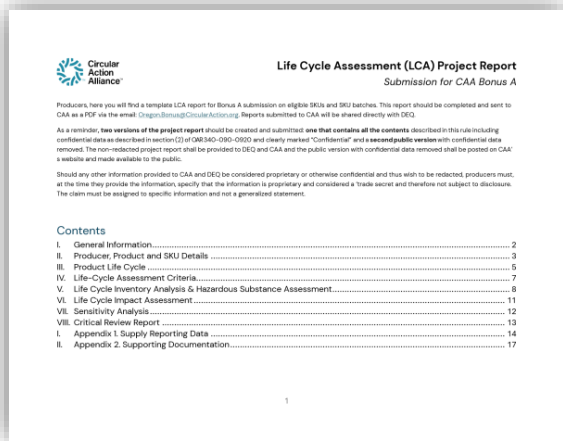 Circular
Action
Alliance™
Life Cycle Assessment (LCA) Project Report
Submission for CAA Bonus A
Producers, here you will find a template LCA report for Bonus A submission on eligible SKUs and SKU batches. This report should be completed and sent to
CAA as a PDF via the email: Oregon.Bonus@CircularAction.org. Reports submitted to CAA will be shared directly with DEQ.
As a reminder, two versions of the project report should be created and submitted: one that contains all the contents described in this rule including
confidential data as described in section (2) of OAR 340-090-0920 and clearly marked "Confidential" and a second public version with confidential data
removed. The non-redacted project report shall be provided to DEQ and CAA and the public version with confidential data removed shall be posted on CAA'
s website and made available to the public.
Should any other information provided to CAA and DEQ be considered proprietary or otherwise confidential and thus wish to be redacted, producers must,
at the time they provide the information, specify that the information is proprietary and considered a 'trade secret and therefore not subject to disclosure.
The claim must be assigned to specific information and not a generalized statement.
Contents
I. General Information 2
II. Producer, Product and SKU Details 3
III. Product Life Cycle 5
IV. Life-Cycle Assessment Criteria 7
V. Life Cycle Inventory Analysis & Hazardous Substance Assessment 8
VI. Life Cycle Impact Assessment 11
VII. Sensitivity Analysis 12
VIII. Critical Review Report 13
I. Appendix 1. Supply Reporting Data 14
II. Appendix 2. Supporting Documentation 17
1